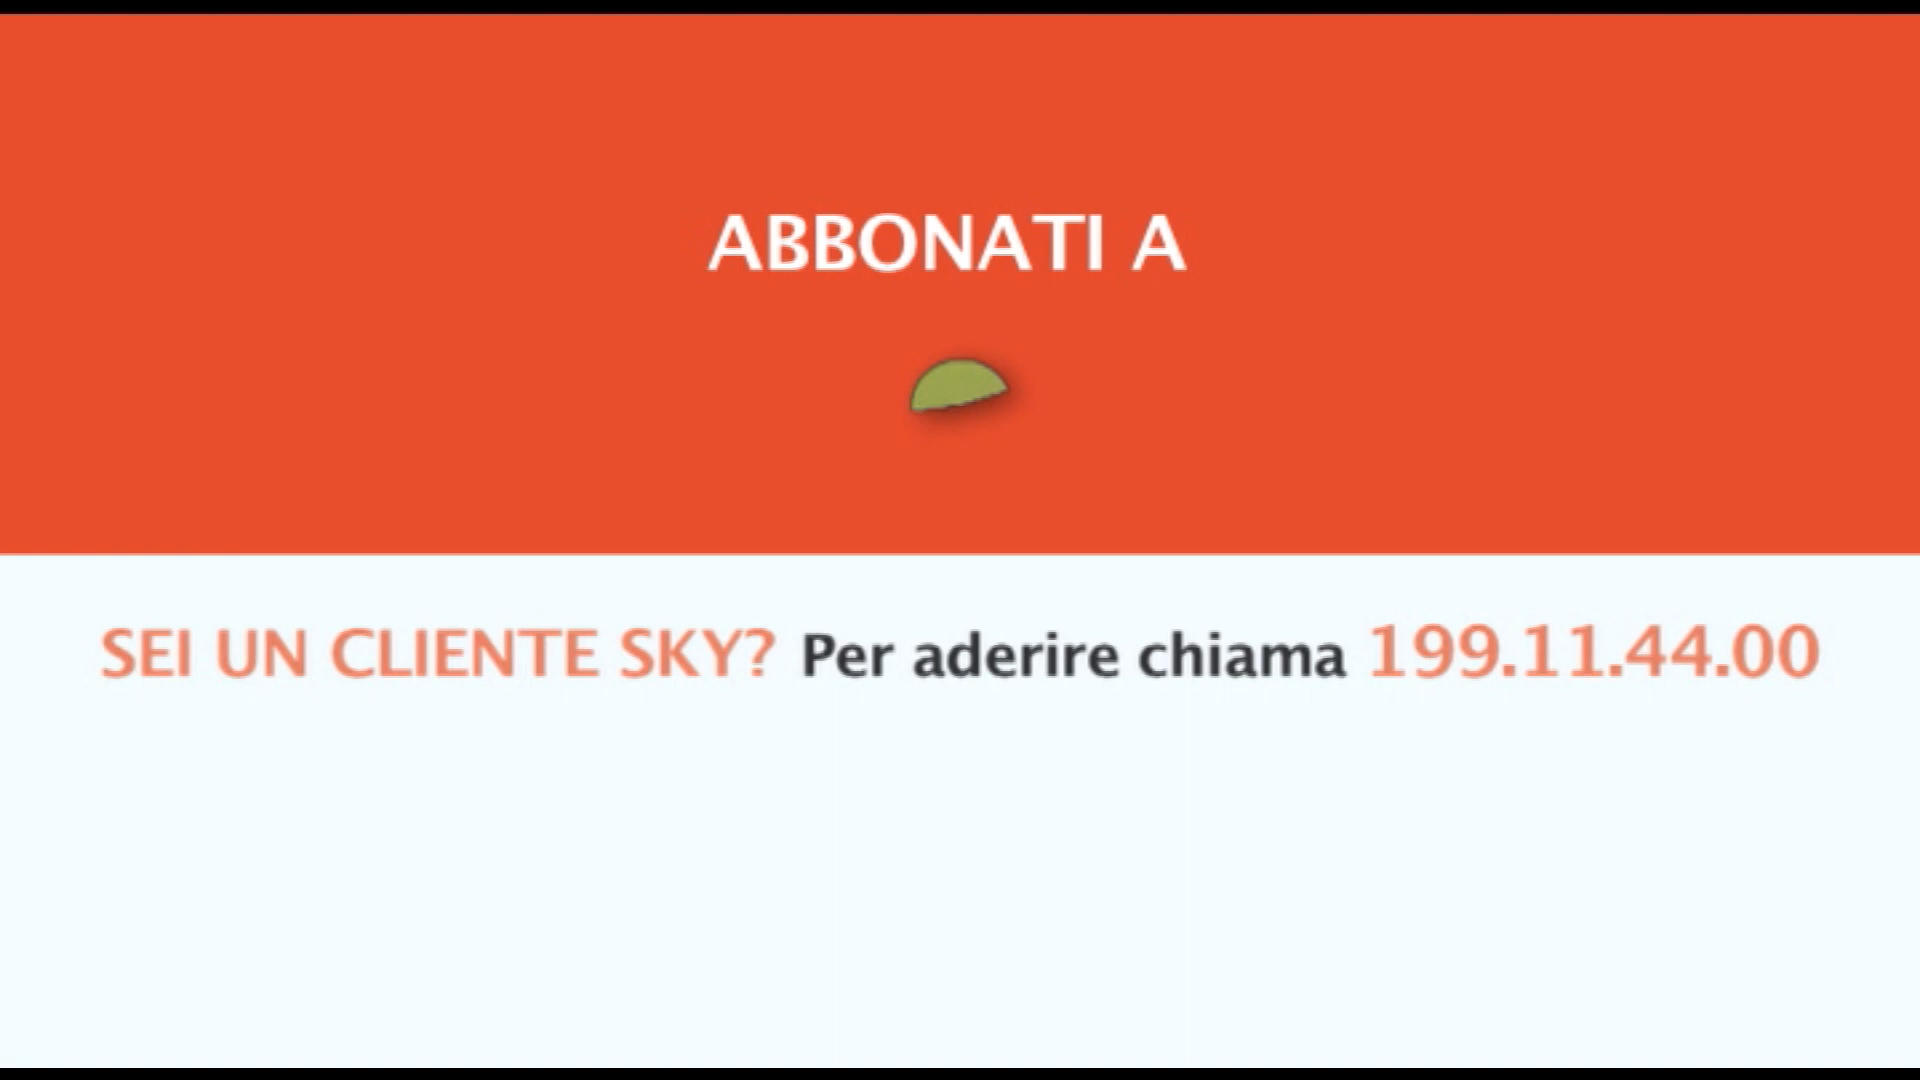 ABBONATI A
SEI UN CLIENTE SKY? Per aderire chiama 199.11.44.00